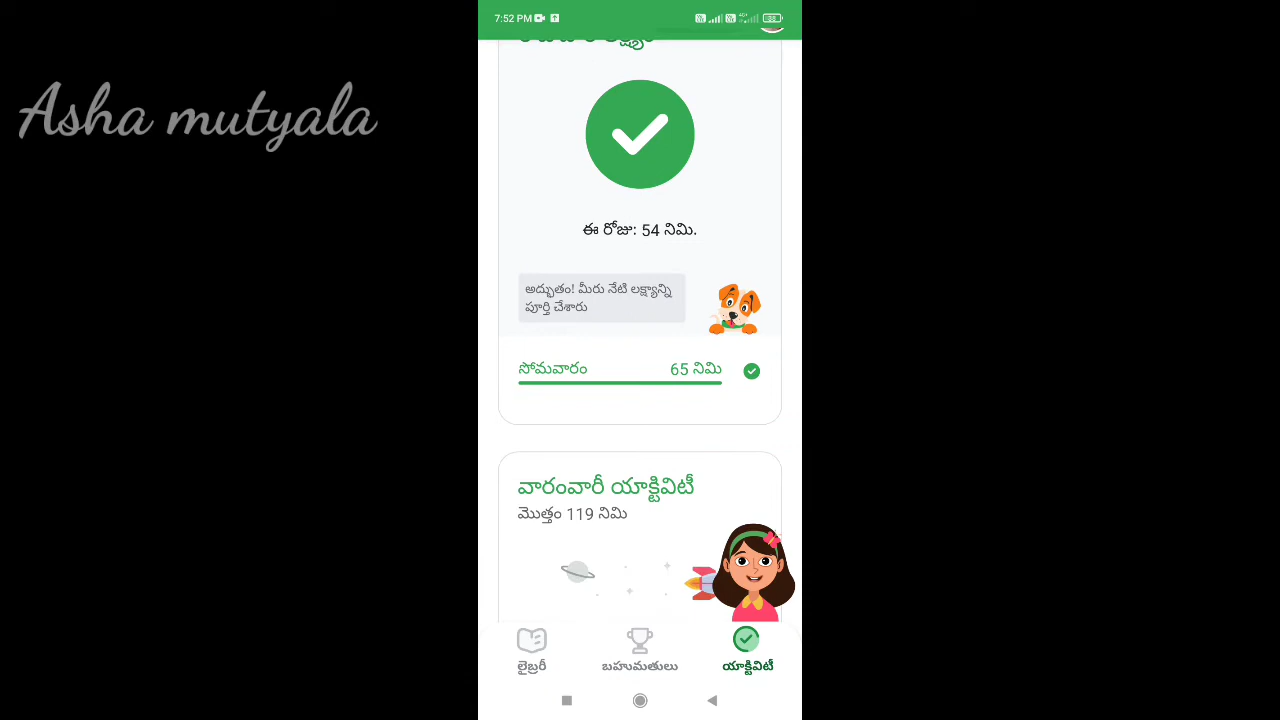 7:52 PM
Asha mutyala
ఈ రోజు: 54 నిమి.
అద్భుతం! మీరు నేటి లక్ష్యాన్ని
పూర్తి చేశారు
సోమవారం 65 నిమి
వారంవారీ యాక్టివిటీ
మొత్తం 119 నిమి
లైబ్రరీ బహుమతులు యాక్టివిటీ